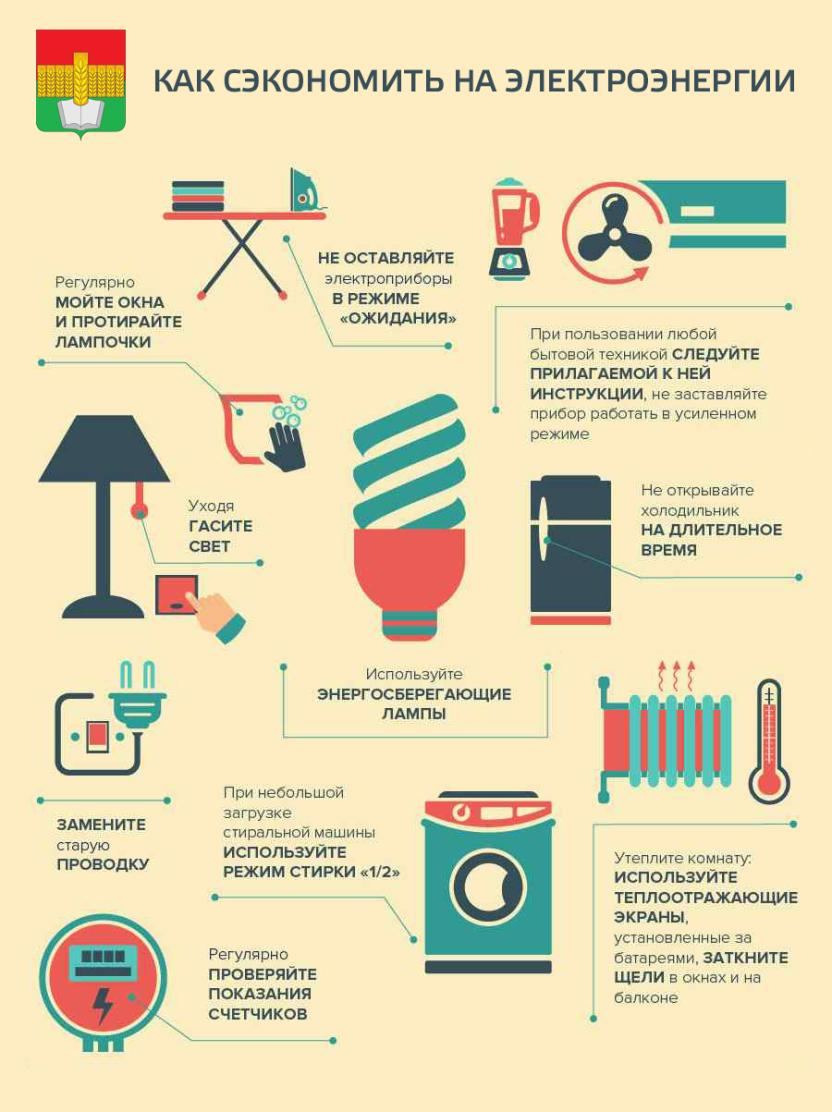 КАК СЭКОНОМИТЬ НА ЭЛЕКТРОЭНЕРГИИ
НЕ ОСТАВЛЯЙТЕ
электроприборы
В РЕЖИМЕ
«ОЖИДАНИЯ»
Регулярно
МОЙТЕ ОКНА
И ПРОТИРАЙТЕ
ЛАМПОЧКИ
При пользовании любой
бытовой техникой СЛЕДУЙТЕ
ПРИЛАГАЕМОЙ К НЕЙ
ИНСТРУКЦИИ, не заставляйте
прибор работать в усиленном
режиме
Уходя
ГАСИТЕ
СВЕТ
Не открывайте
холодильник
НА ДЛИТЕЛЬНОЕ
ВРЕМЯ
Используйте
ЭНЕРГОСБЕРЕГАЮЩИЕ
ЛАМПЫ
ЗАМЕНИТЕ
старую
ПРОВОДКУ
При небольшой
загрузке
стиральной машины
ИСПОЛЬЗУЙТЕ
РЕЖИМ СТИРКИ «1/2»
Утеплите комнату:
ИСПОЛЬЗУЙТЕ
ТЕПЛООТРАЖАЮЩИЕ
ЭКРАНЫ,
установленные за
батареями, ЗАТКНИТЕ
ЩЕЛИ в окнах и на
балконе
Регулярно
ПРОВЕРЯЙТЕ
ПОКАЗАНИЯ
СЧЕТЧИКОВ